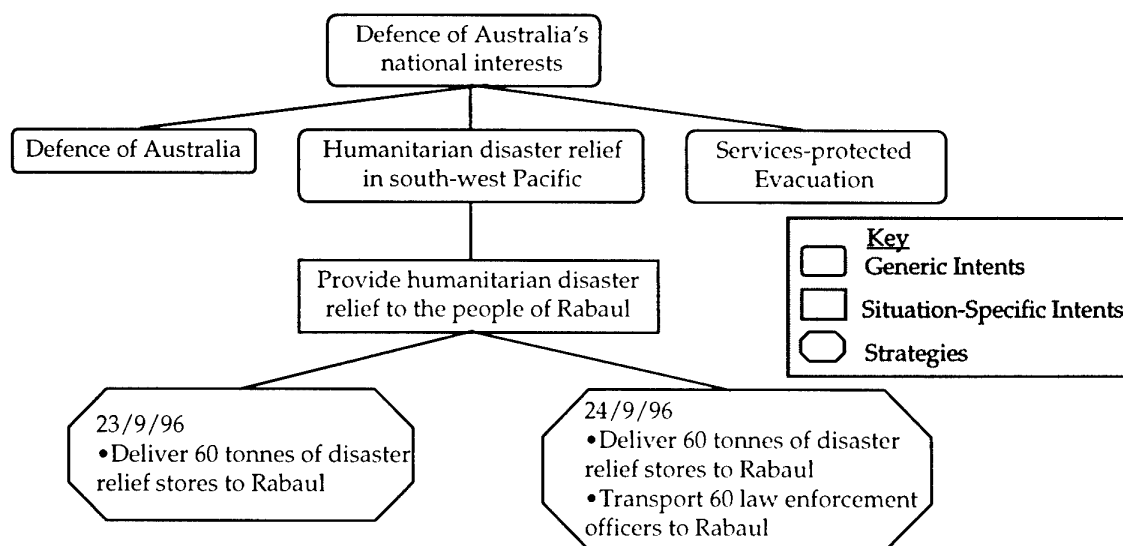 Defence of Australia's
national interests
Defence of Australia
Humanitarian disaster relief
in south-west Pacific
Services-protected
Evacuation
Key
Generic Intents
Situation-Specific Intents
Strategies
Provide humanitarian disaster
relief to the people of Rabaul
23/9/96
•Deliver 60 tonnes of disaster
relief stores to Rabaul
24/9/96
•Deliver 60 tonnes of disaster
relief stores to Rabaul
•Transport 60 law enforcement
officers to Rabaul